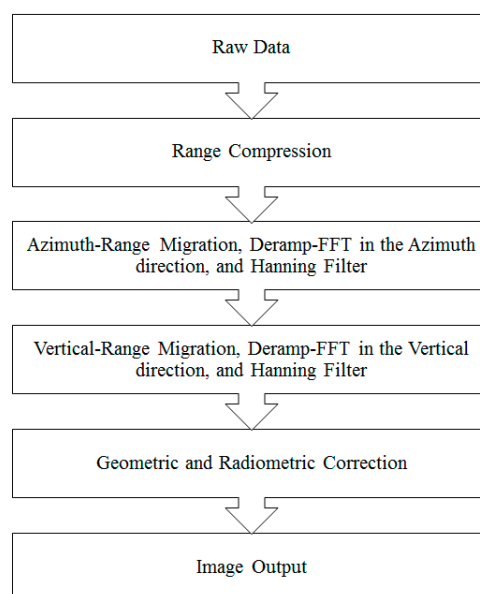 Raw Data
Range Compression
Azimuth-Range Migration, Deramp-FFT in the Azimuth
direction, and Hanning Filter
Vertical-Range Migration, Deramp-FFT in the Vertical
direction, and Hanning Filter
Geometric and Radiometric Correction
Image Output